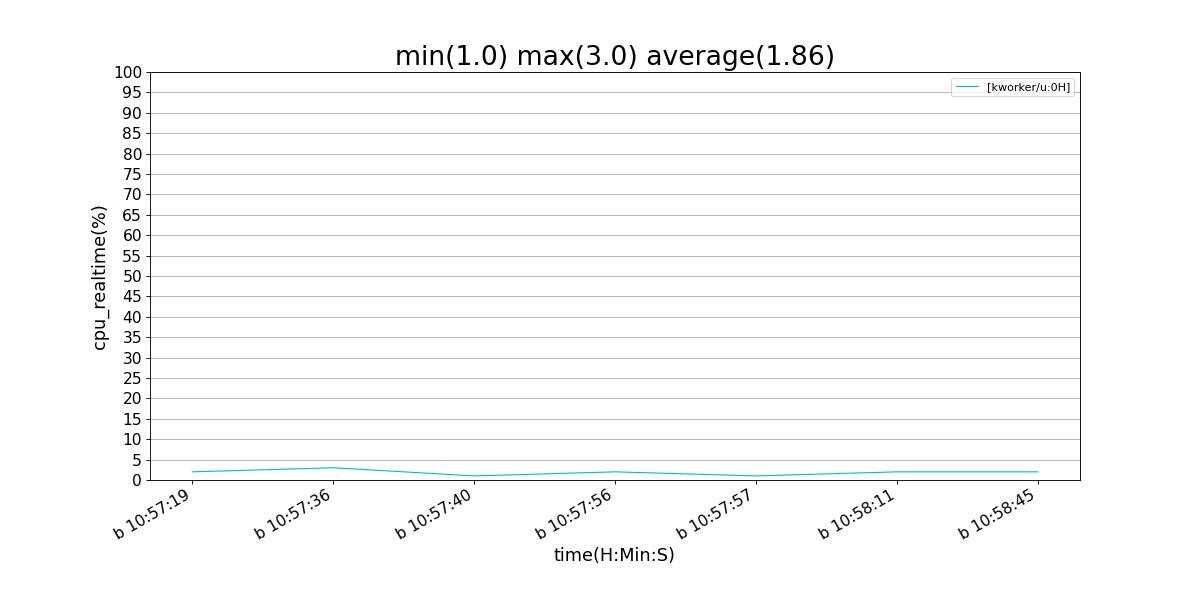 min(1.0) max(3.0) average(1.86)
[kworker/u:0H]
100
95
90
85
80
75
70
65
60
55
50
45
40
35
30
25
20
15
10
5
0
cpu_realtime(%)
b 10:57:19
b 10:57:36
b 10:57:40
b 10:57:56
b 10:57:57
b 10:58:11
b 10:58:45
time(H:Min:S)